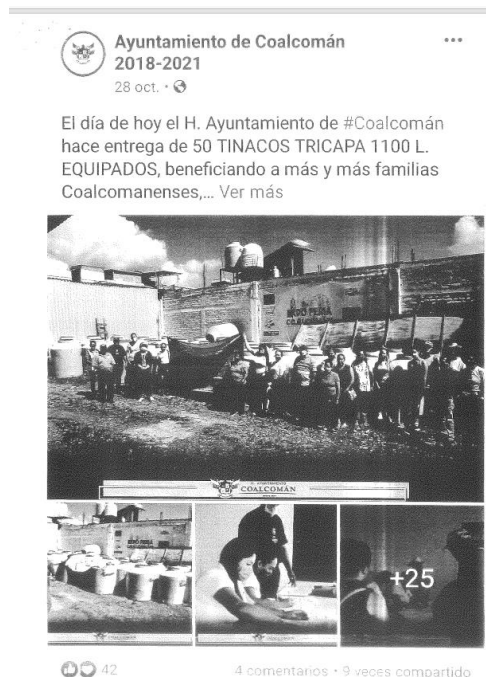 Ayuntamiento de Coalcomán
2018-2021
28 oct. ·
El día de hoy el H. Ayuntamiento de #Coalcomán
hace entrega de 50 TINACOS TRICAPA 1100 L.
EQUIPADOS, beneficiando a más y más familias
Coalcomanenses,... Ver más
EXPO FERIA
COALCOMÁN
+25
42
4 comentarios · 9 veces compartido